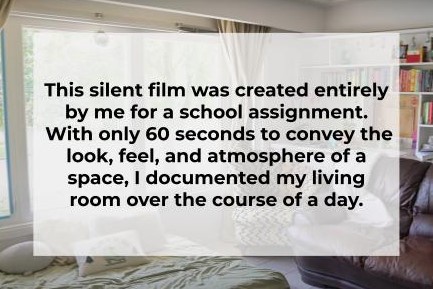 This silent film was created entirely
by me for a school assignment.
With only 60 seconds to convey the
look, feel, and atmosphere of a
space, I documented my living
room over the course of a day.